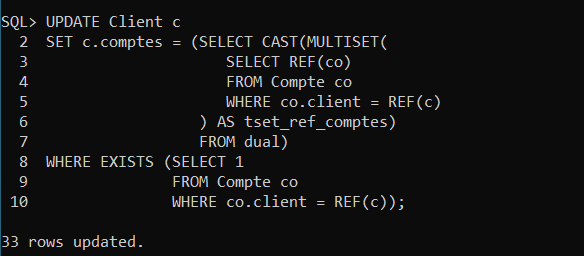 SQL> UPDATE Client c
  2  SET c.comptes = (SELECT CAST(MULTISET(
  3                       SELECT REF(co)
  4                       FROM Compte co
  5                       WHERE co.client = REF(c)
  6                    ) AS tset_ref_comptes)
  7                    FROM dual)
  8  WHERE EXISTS (SELECT 1
  9                FROM Compte co
 10                WHERE co.client = REF(c));
33 rows updated.